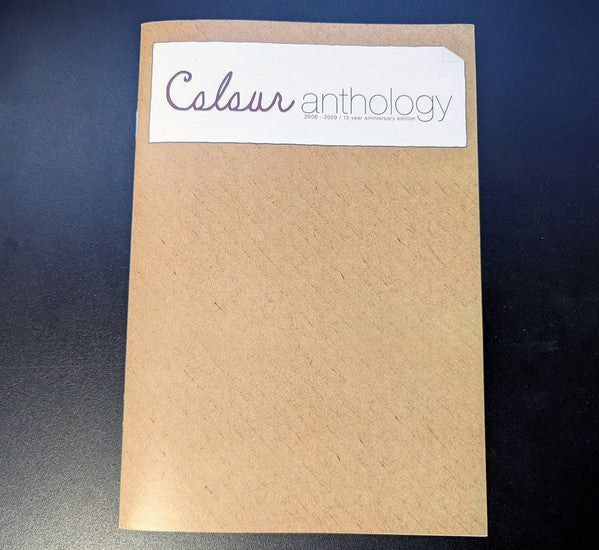 Colour anthology
2008 - 2009 / 15 year anniversary edition